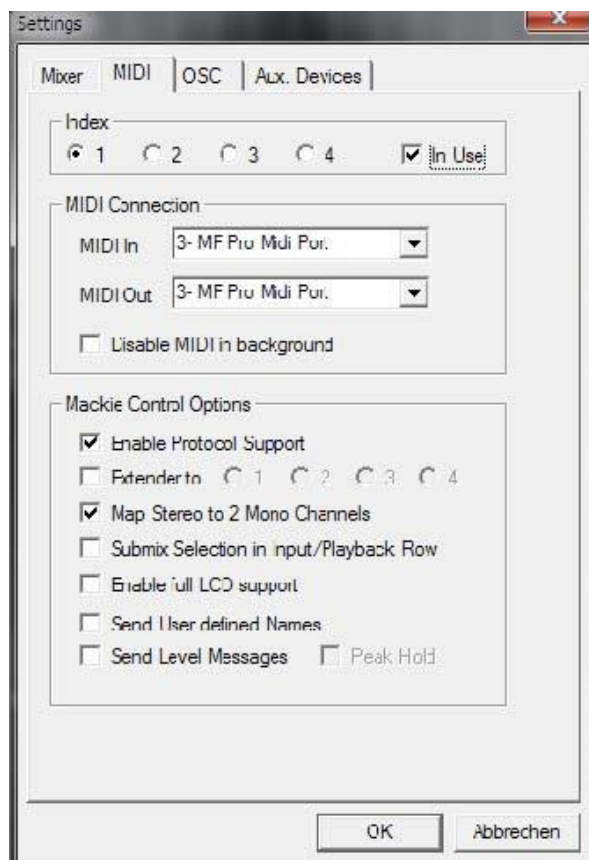 Settings
Mixer MIDI OSC Aux. Devices
Index
1 2 3 4 In Use
MIDI Connection
MIDI In 3- MF Pro Midi Port
MIDI Out 3- MF Pro Midi Port
Disable MIDI in background
Mackie Control Options
Enable Protocol Support
Extender to 1 2 3 4
Map Stereo to 2 Mono Channels
Submix Selection in Input/Playback Row
Enable full LCD support
Send User defined Names
Send Level Messages Peak Hold
OK Abbrechen